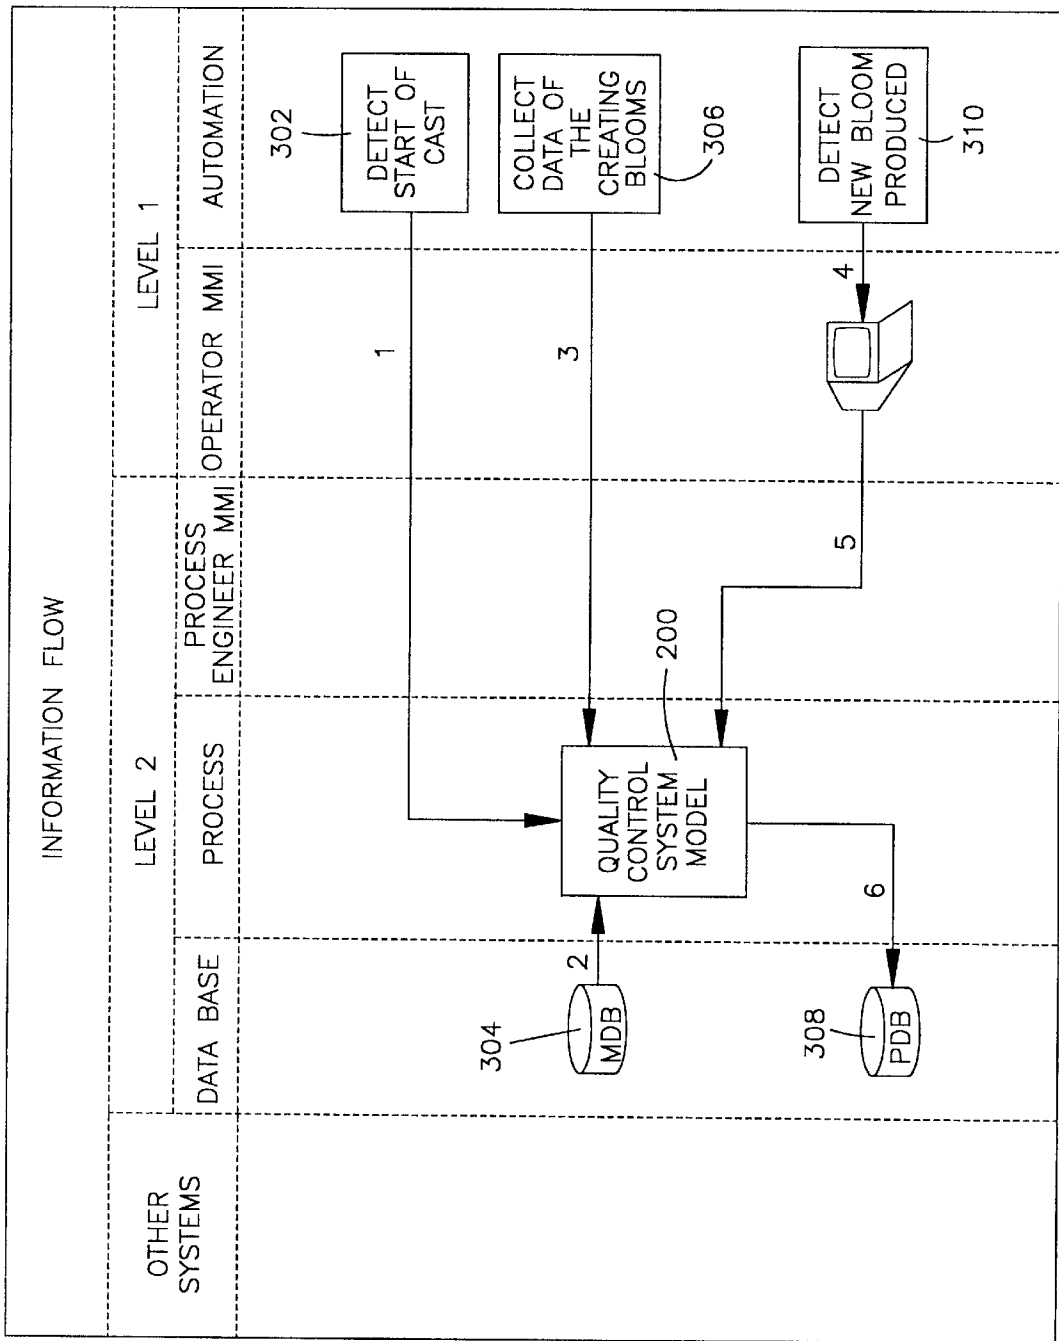 INFORMATION FLOW
OTHER
SYSTEMS
LEVEL 2
LEVEL 1
DATA BASE
PROCESS
PROCESS
ENGINEER MMI
OPERATOR MMI
AUTOMATION
302
DETECT
START OF
CAST
1
304
MDB
2
QUALITY
CONTROL
SYSTEM
MODEL
200
3
COLLECT
DATA OF
THE
CREATING
BLOOMS
306
308
PDB
6
5
4
DETECT
NEW BLOOM
PRODUCED
310